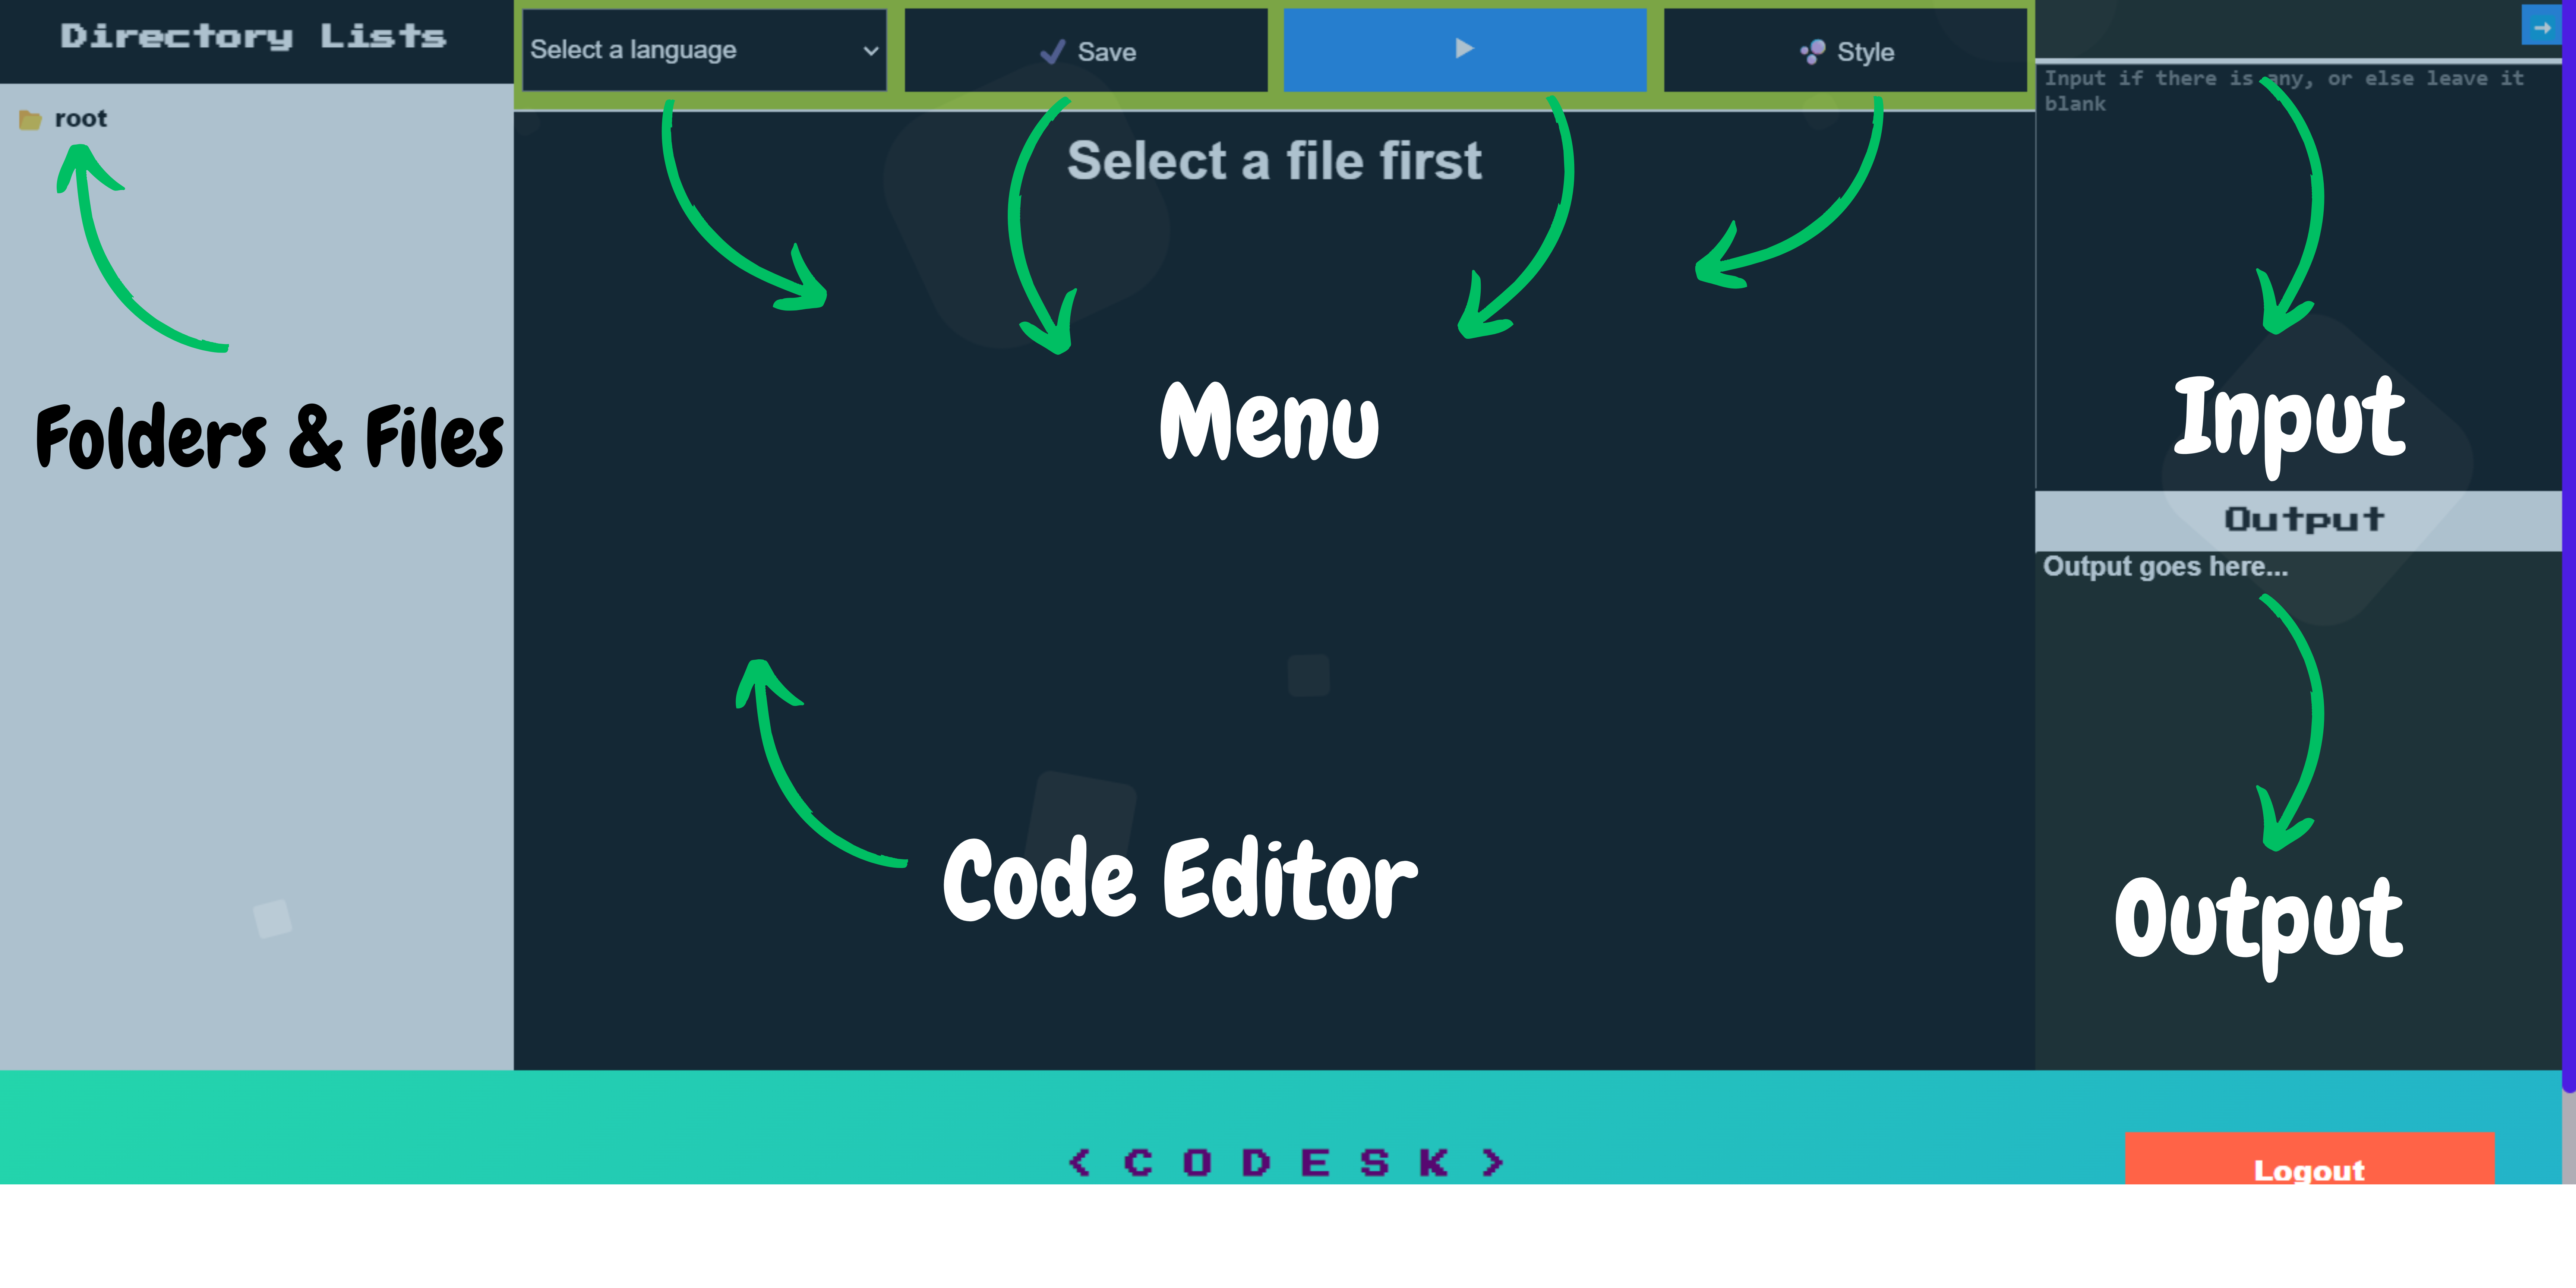 Directory Lists
Select a language
Save
Style
→
root
Select a file first
Input if there is any, or else leave it
blank
Folders & Files
Menu
Input
Output
Output goes here...
Code Editor
Output
< C O D E S K >
Logout